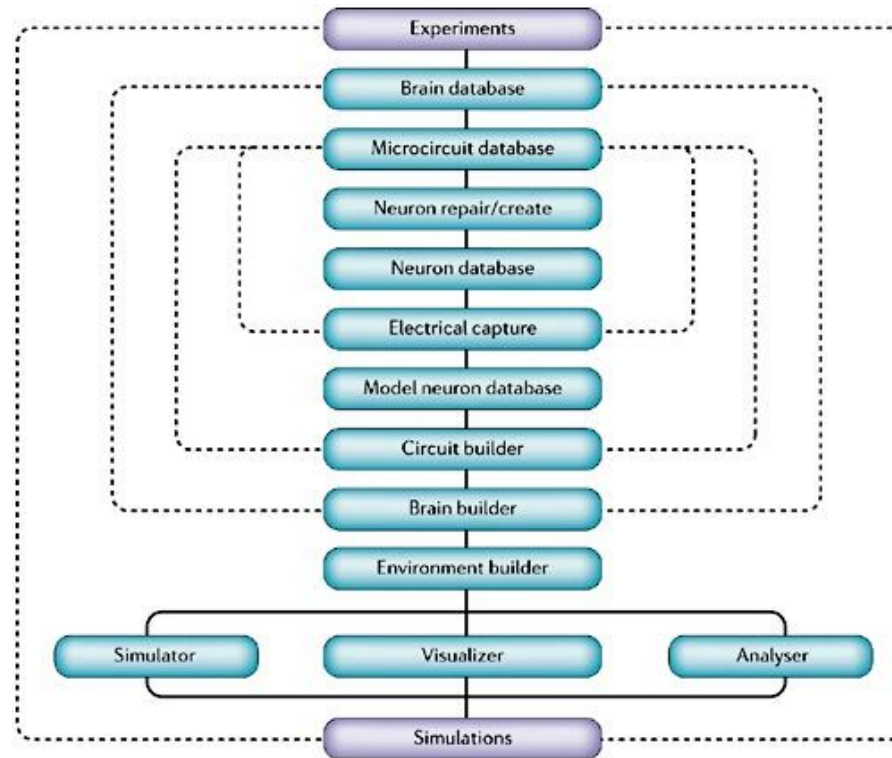 Experiments
Brain database
Microcircuit database
Neuron repair/create
Neuron database
Electrical capture
Model neuron database
Circuit builder
Brain builder
Environment builder
Simulator
Visualizer
Analyser
Simulations